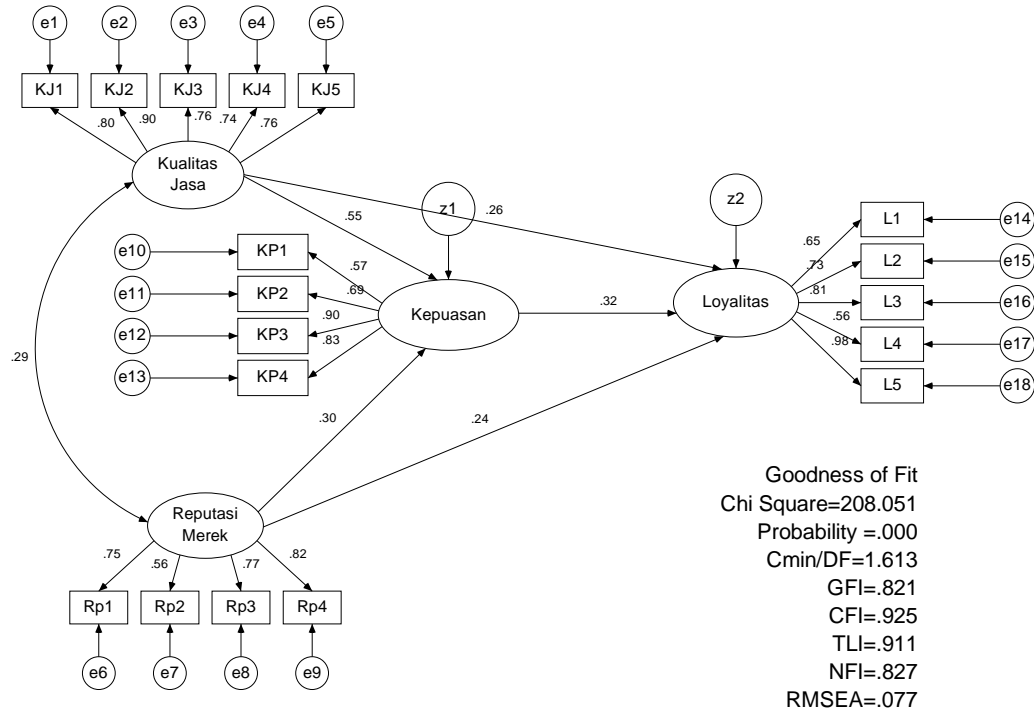 e1 e2 e3 e4 e5
KJ1 KJ2 KJ3 KJ4 KJ5
.80 .90 .76 .74 .76
Kualitas
Jasa
z1
z2
.55
.26
e10 KP1
.57
e11 KP2
.69
e12 KP3
.90
e13 KP4
.83
Kepuasan
.32
Loyalitas
.65
L1 e14
.73
L2 e15
.81
L3 e16
.56
L4 e17
.98
L5 e18
.29
.30
.24
Reputasi
Merek
.75 .56 .77 .82
Rp1 Rp2 Rp3 Rp4
e6 e7 e8 e9
Goodness of Fit
Chi Square=208.051
Probability =.000
Cmin/DF=1.613
GFI=.821
CFI=.925
TLI=.911
NFI=.827
RMSEA=.077